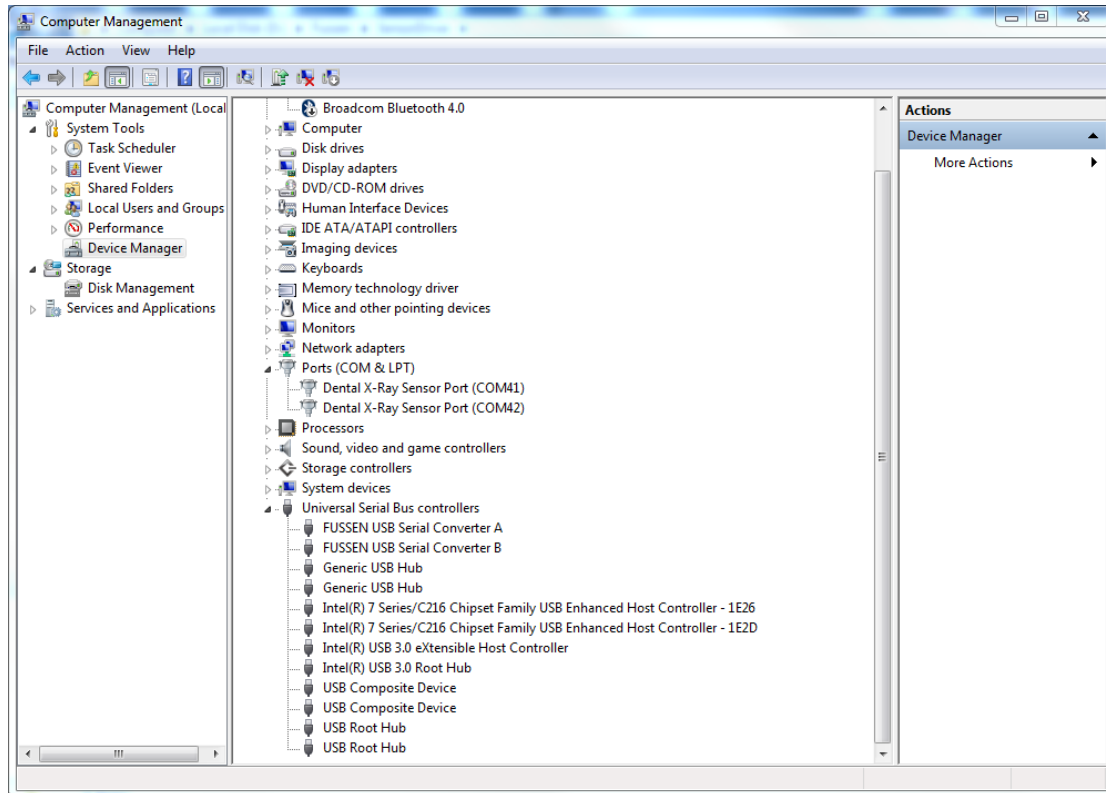 Computer Management
File Action View Help
Computer Management (Local
System Tools
Task Scheduler
Event Viewer
Shared Folders
Local Users and Groups
Performance
Device Manager
Storage
Disk Management
Services and Applications
Broadcom Bluetooth 4.0
Computer
Disk drives
Display adapters
DVD/CD-ROM drives
Human Interface Devices
IDE ATA/ATAPI controllers
Imaging devices
Keyboards
Memory technology driver
Mice and other pointing devices
Monitors
Network adapters
Ports (COM & LPT)
Dental X-Ray Sensor Port (COM41)
Dental X-Ray Sensor Port (COM42)
Processors
Sound, video and game controllers
Storage controllers
System devices
Universal Serial Bus controllers
FUSSEN USB Serial Converter A
FUSSEN USB Serial Converter B
Generic USB Hub
Generic USB Hub
Intel(R) 7 Series/C216 Chipset Family USB Enhanced Host Controller - 1E26
Intel(R) 7 Series/C216 Chipset Family USB Enhanced Host Controller - 1E2D
Intel(R) USB 3.0 eXtensible Host Controller
Intel(R) USB 3.0 Root Hub
USB Composite Device
USB Composite Device
USB Root Hub
USB Root Hub
Actions
Device Manager
More Actions